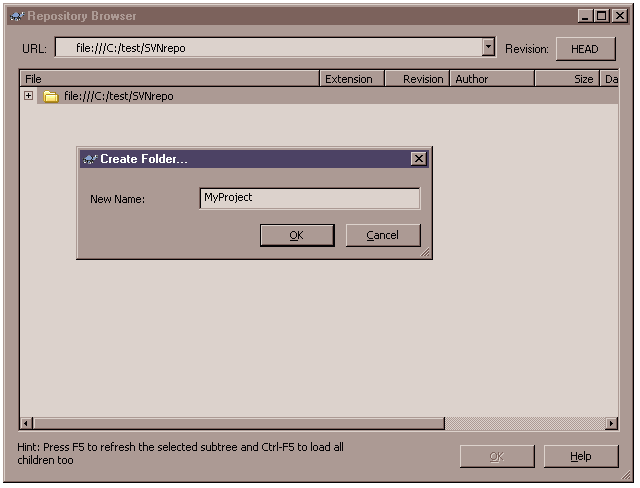 Repository Browser
URL: file:///C:/test/SVNrepo Revision: HEAD
File Extension Revision Author Size Da
file:///C:/test/SVNrepo
Create Folder...
New Name: MyProject
OK Cancel
Hint: Press F5 to refresh the selected subtree and Ctrl-F5 to load all
children too
OK Help